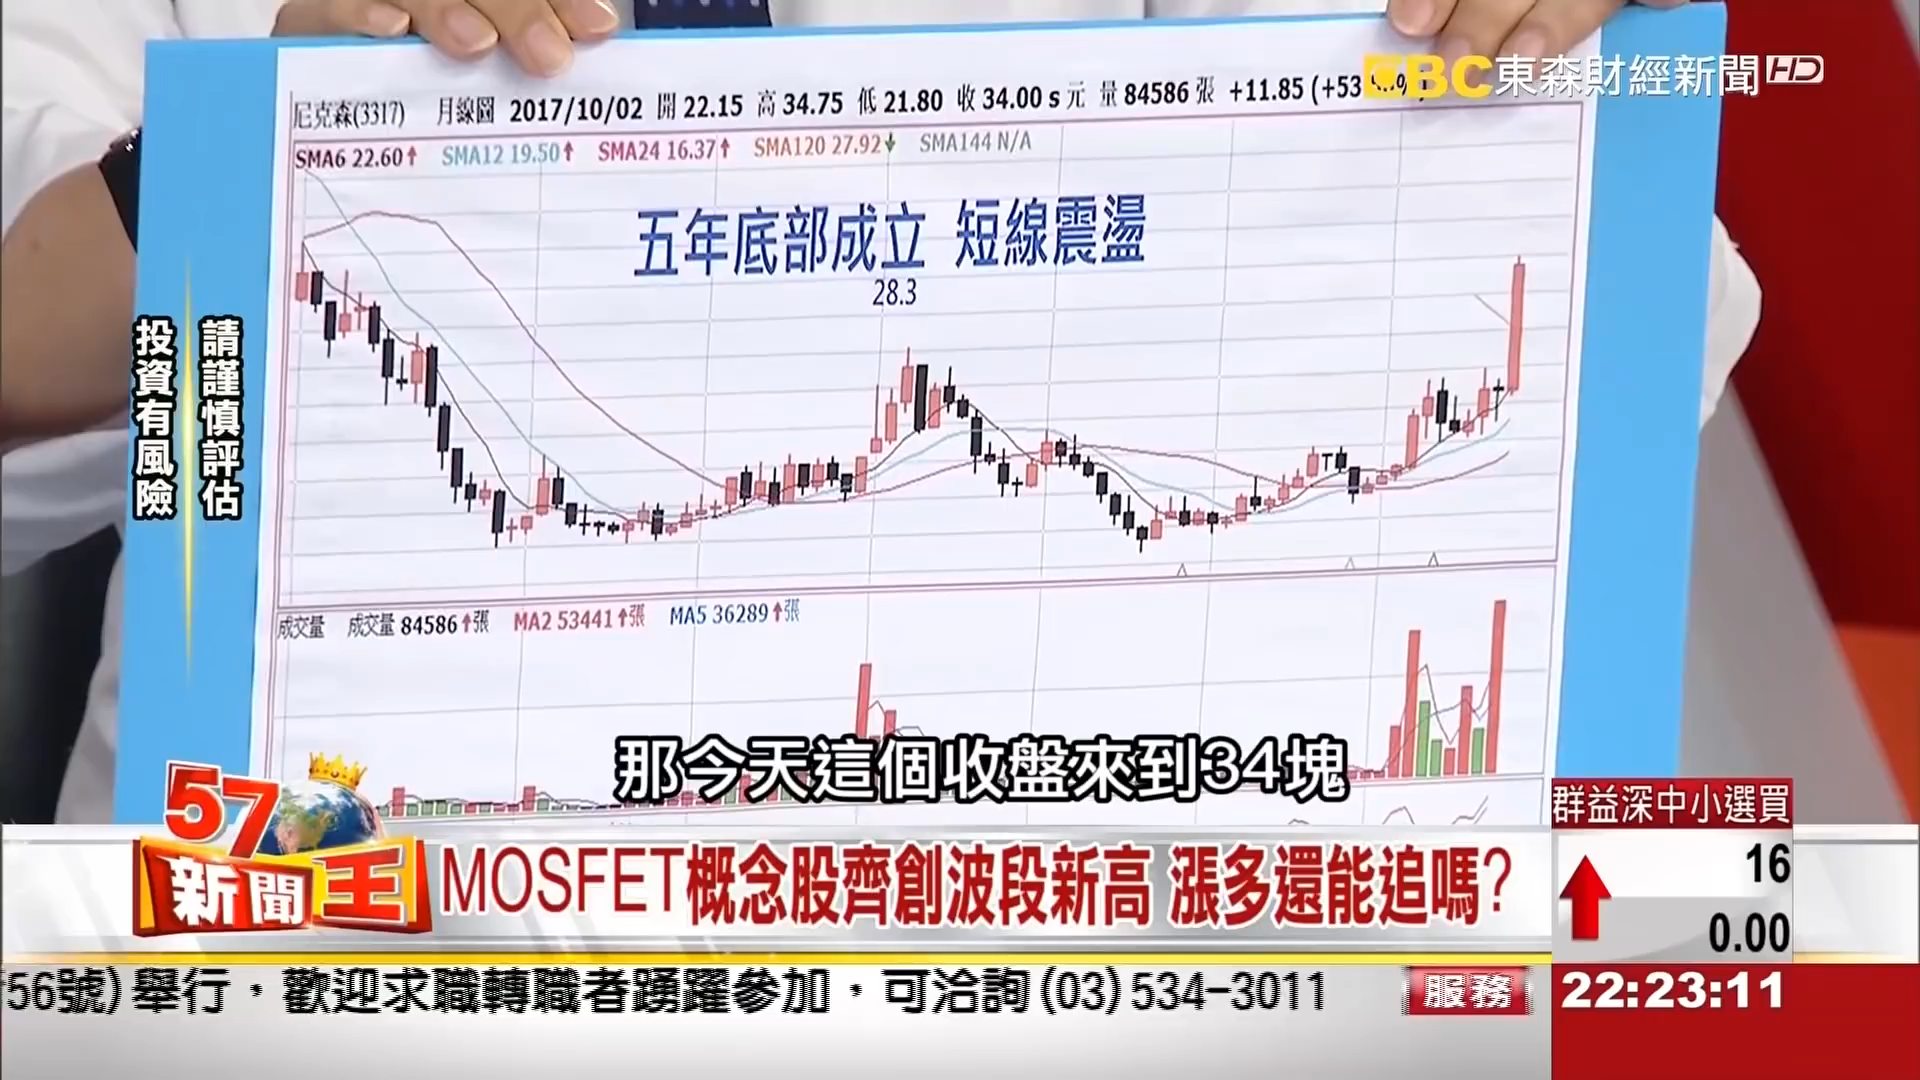 EBC東森財經新聞HD
尼克森(3317) 月線圖 2017/10/02 開 22.15 高 34.75 低 21.80 收 34.00 s 元 量 84586 張 +11.85 (+53
SMA6 22.60↑ SMA12 19.50↑ SMA24 16.37↑ SMA120 27.92↓ SMA144 N/A
五年底部成立 短線震盪
28.3
請謹慎評估
投資有風險
成交量 成交量 84586↑張 MA2 53441↑張 MA5 36289↑張
那今天這個收盤來到34塊
57新聞王
MOSFET概念股齊創波段新高 漲多還能追嗎?
群益深中小選買
16
0.00
56號)舉行，歡迎求職轉職者踴躍參加，可洽詢(03)534-3011
服務
22:23:11